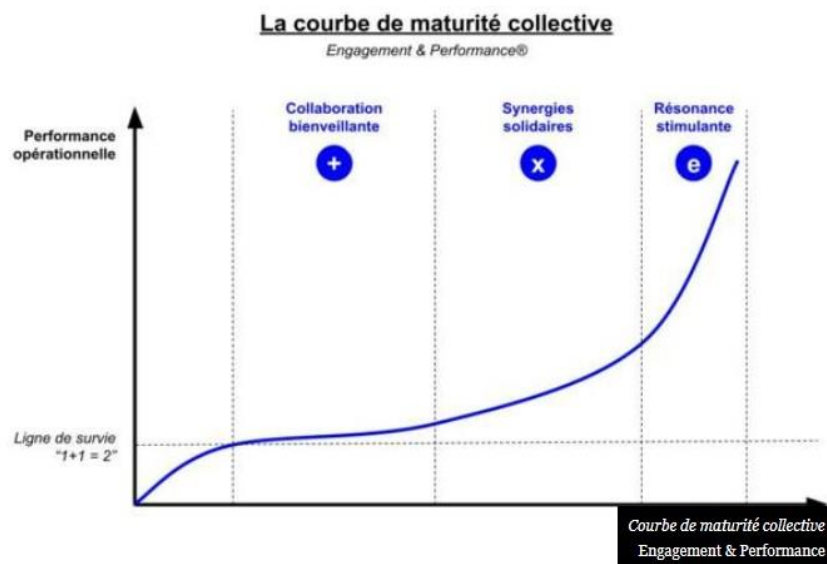 La courbe de maturité collective
Engagement & Performance®
Collaboration
bienveillante
+
Synergies
solidaires
x
Résonance
stimulante
e
Performance
opérationnelle
Ligne de survie
"1+1 = 2"
Courbe de maturité collective
Engagement & Performance